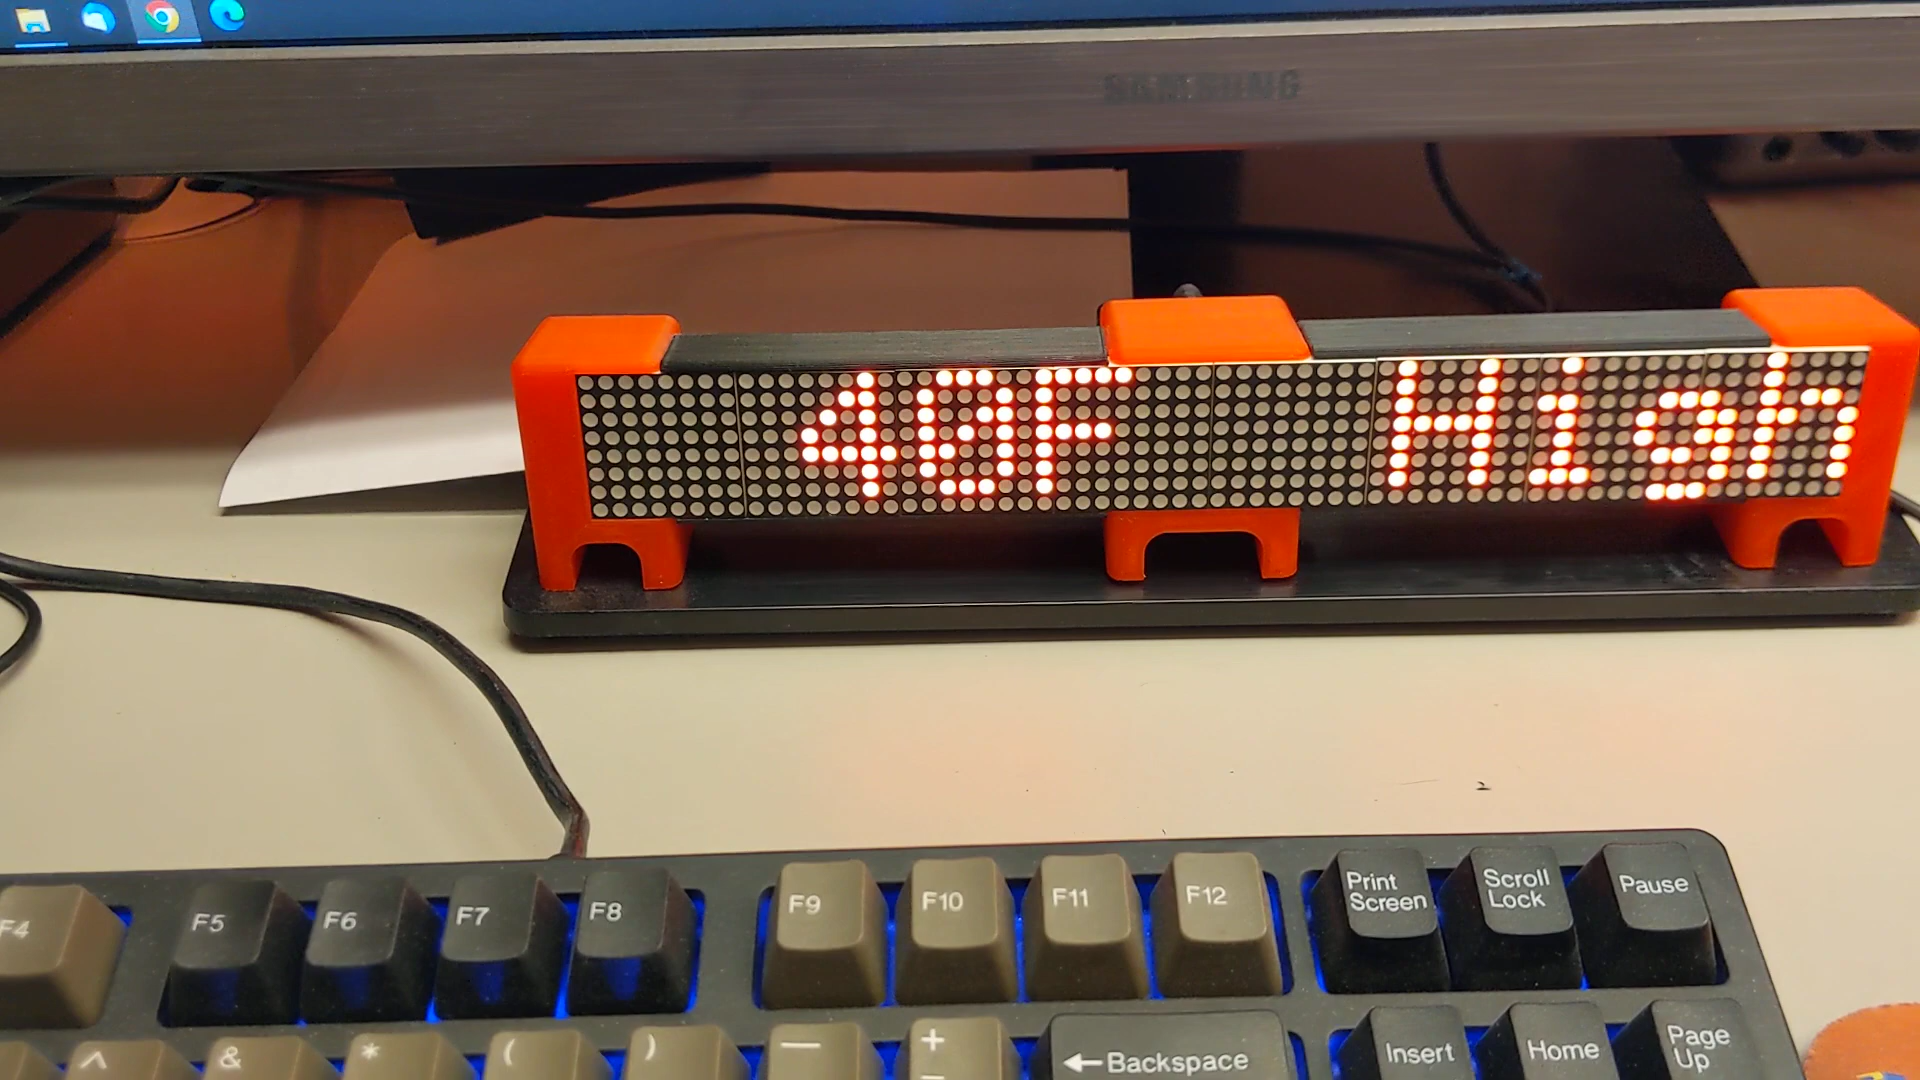 SAMSUNG
40F High
F4 F5 F6 F7 F8 F9 F10 F11 F12 Print Screen Scroll Lock Pause
^ & * ( ) — + ←Backspace Insert Home Page Up